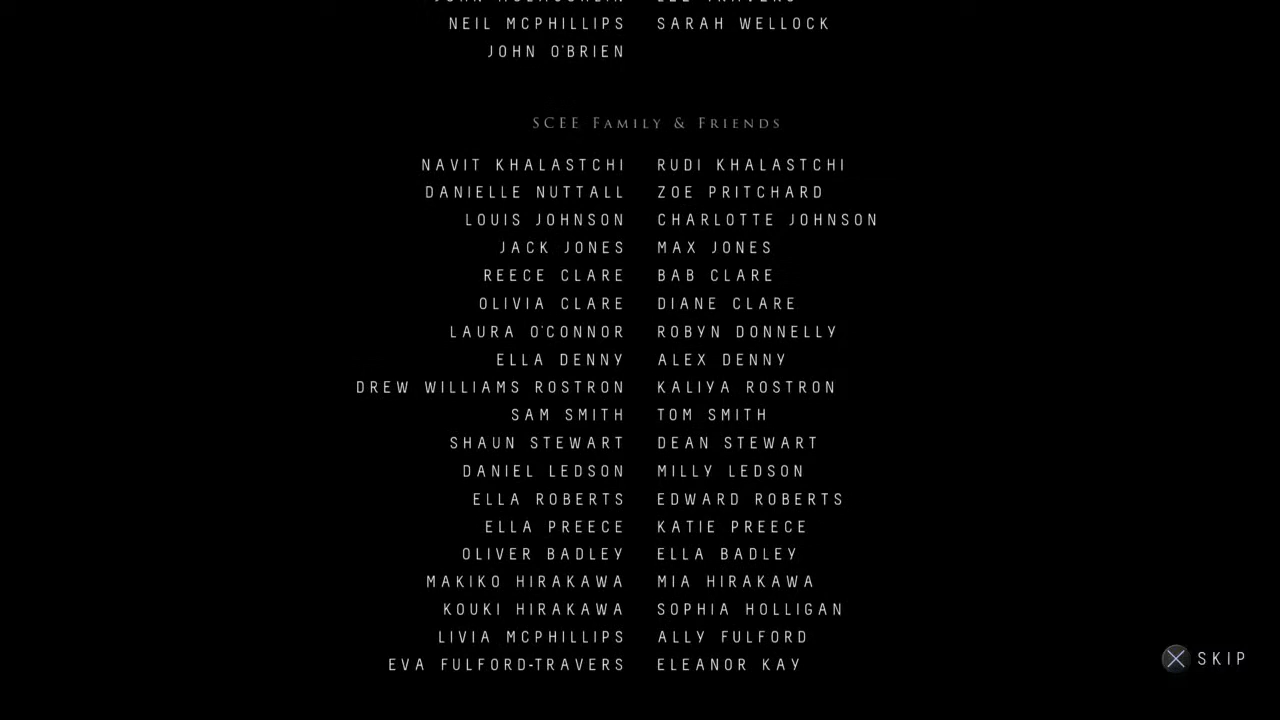 NEIL MCPHILLIPS SARAH WELLOCK
JOHN O'BRIEN
SCEE FAMILY & FRIENDS
NAVIT KHALASTCHI RUDI KHALASTCHI
DANIELLE NUTTALL ZOE PRITCHARD
LOUIS JOHNSON CHARLOTTE JOHNSON
JACK JONES MAX JONES
REECE CLARE BAB CLARE
OLIVIA CLARE DIANE CLARE
LAURA O'CONNOR ROBYN DONNELLY
ELLA DENNY ALEX DENNY
DREW WILLIAMS ROSTRON KALIYA ROSTRON
SAM SMITH TOM SMITH
SHAUN STEWART DEAN STEWART
DANIEL LEDSON MILLY LEDSON
ELLA ROBERTS EDWARD ROBERTS
ELLA PREECE KATIE PREECE
OLIVER BADLEY ELLA BADLEY
MAKIKO HIRAKAWA MIA HIRAKAWA
KOUKI HIRAKAWA SOPHIA HOLLIGAN
LIVIA MCPHILLIPS ALLY FULFORD
EVA FULFORD-TRAVERS ELEANOR KAY
SKIP